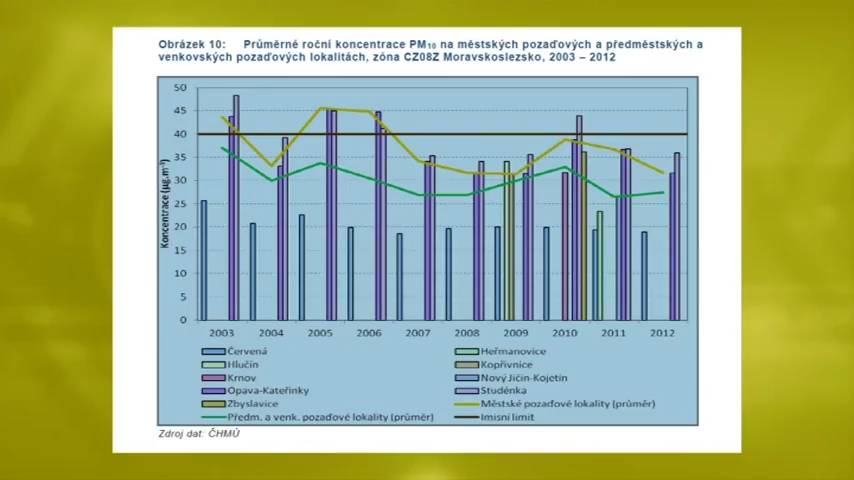 Obrázek 10: Průměrné roční koncentrace PM10 na městských pozaďových a předměstských a
venkovských pozaďových lokalitách, zóna CZ08Z Moravskoslezsko, 2003 – 2012
Koncentrace (µg.m-3)
50
45
40
35
30
25
20
15
10
5
0
2003 2004 2005 2006 2007 2008 2009 2010 2011 2012
Červená Heřmanovice
Hlučín Kopřivnice
Krnov Nový Jičín-Kojetín
Opava-Kateřinky Studénka
Zbyslavice Městské pozaďové lokality (průměr)
Předm. a venk. pozaďové lokality (průměr) Imisní limit
Zdroj dat: ČHMÚ